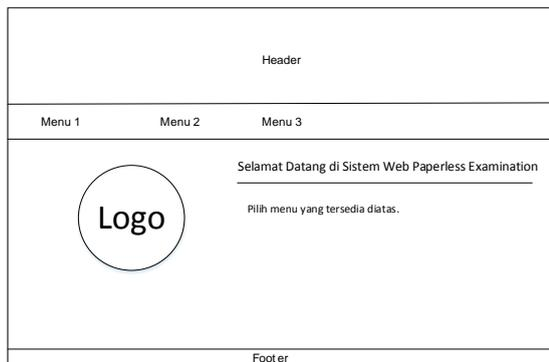 Header
Menu 1 Menu 2 Menu 3
Selamat Datang di Sistem Web Paperless Examination
Logo
Pilih menu yang tersedia diatas.
Footer